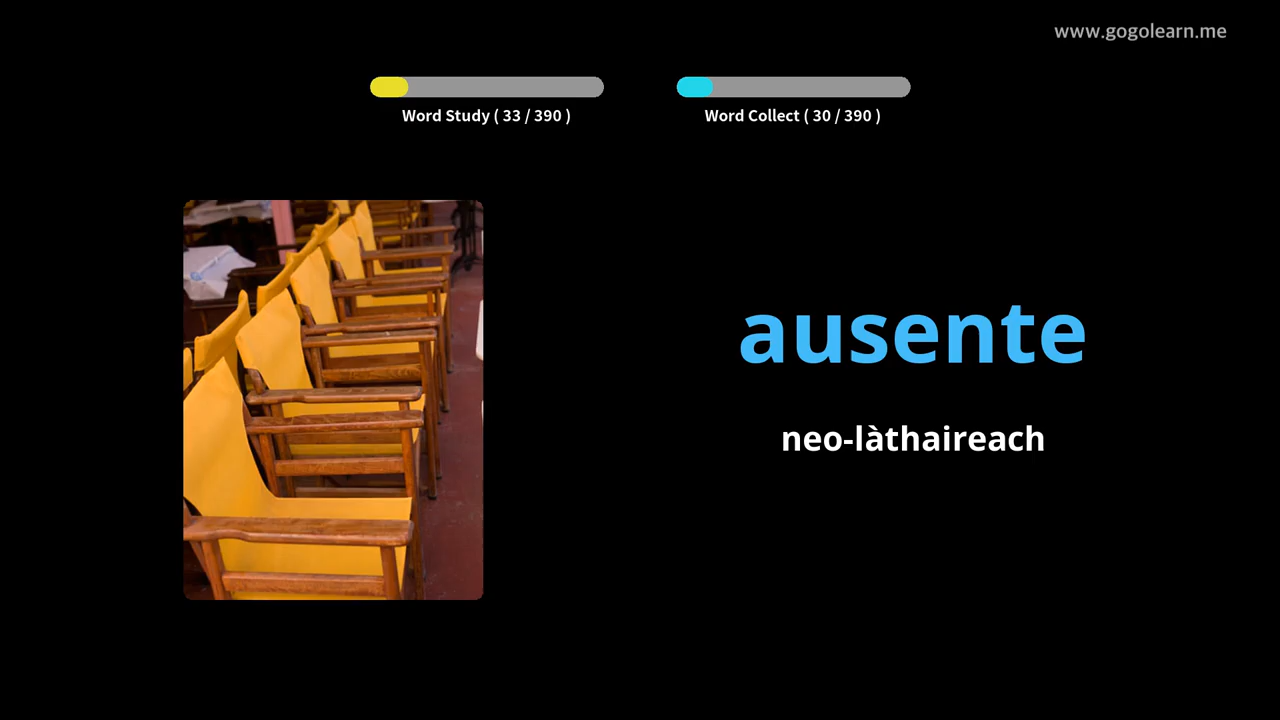 www.gogolearn.me
Word Study ( 33 / 390 )
Word Collect ( 30 / 390 )
ausente
neo-làthaireach